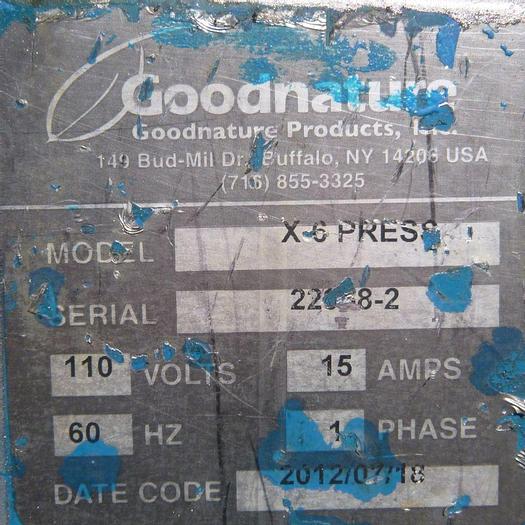 Goodnature
Goodnature Products, Inc.
149 Bud-Mil Dr., Buffalo, NY 14206 USA
(716) 855-3325
MODEL X-6 PRESS
SERIAL
110 VOLTS 15 AMPS
60 HZ 1 PHASE
DATE CODE 2012/07/18